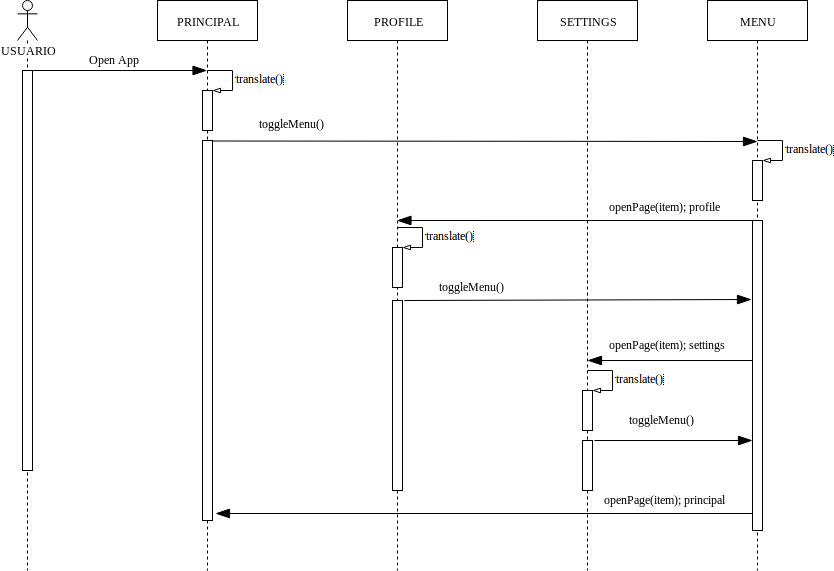 PRINCIPAL
PROFILE
SETTINGS
MENU
USUARIO
Open App
translate()
toggleMenu()
translate()
openPage(item); profile
translate()
toggleMenu()
openPage(item); settings
translate()
toggleMenu()
openPage(item); principal